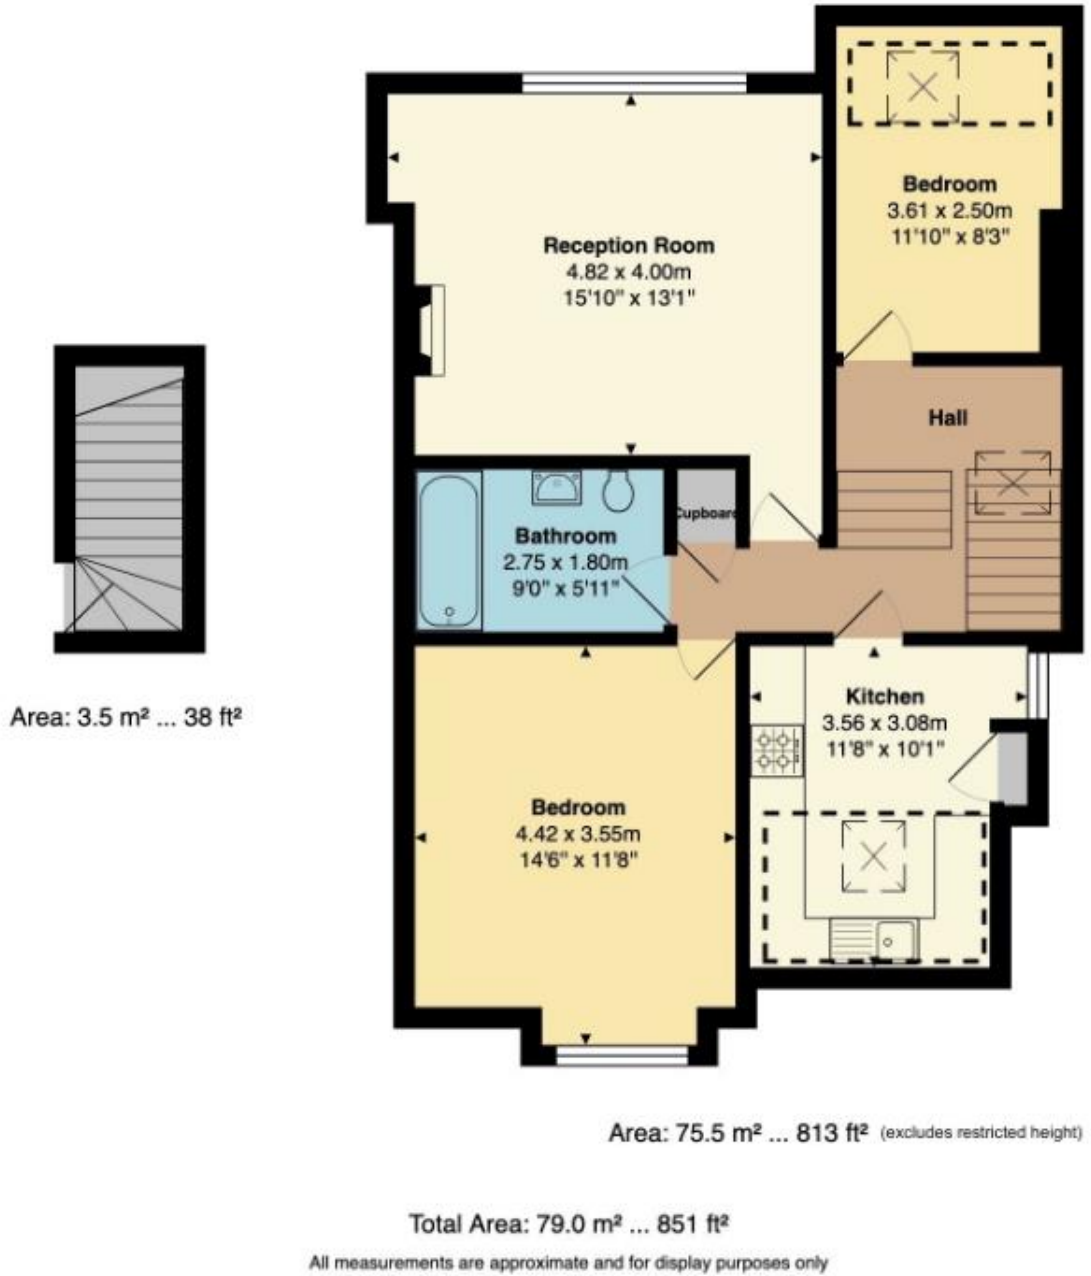 Bedroom
3.61 x 2.50m
11'10" x 8'3"
Reception Room
4.82 x 4.00m
15'10" x 13'1"
Hall
Cupboard
Bathroom
2.75 x 1.80m
9'0" x 5'11"
Kitchen
3.56 x 3.08m
11'8" x 10'1"
Area: 3.5 m² ... 38 ft²
Bedroom
4.42 x 3.55m
14'6" x 11'8"
Area: 75.5 m² ... 813 ft² (excludes restricted height)
Total Area: 79.0 m² ... 851 ft²
All measurements are approximate and for display purposes only